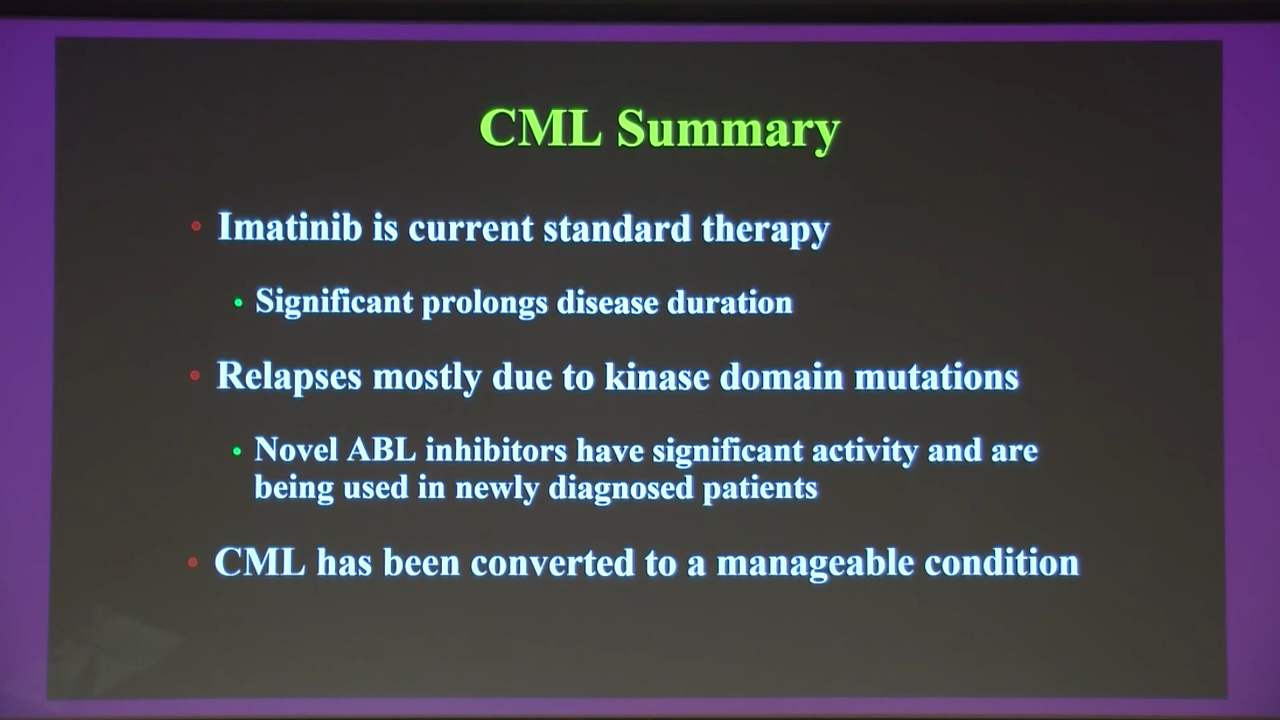 CML Summary
Imatinib is current standard therapy
Significant prolongs disease duration
Relapses mostly due to kinase domain mutations
Novel ABL inhibitors have significant activity and are
being used in newly diagnosed patients
CML has been converted to a manageable condition